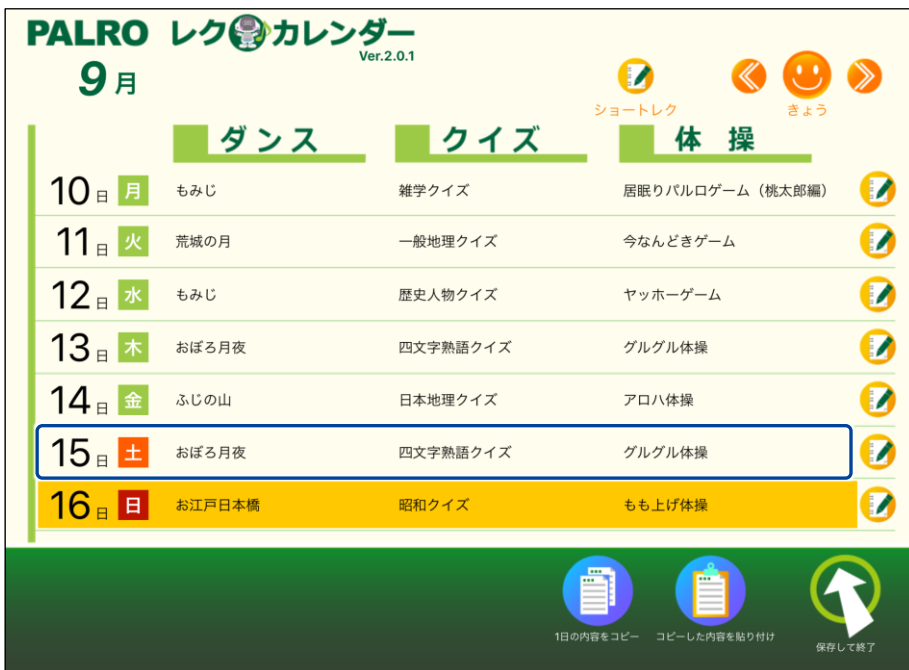 PALRO レクカレンダー
Ver.2.0.1
9月
ショートレク
きょう
ダンス クイズ 体操
10日 月 もみじ 雑学クイズ 居眠りパルロゲーム（桃太郎編）
11日 火 荒城の月 一般地理クイズ 今なんどきゲーム
12日 水 もみじ 歴史人物クイズ ヤッホーゲーム
13日 木 おぼろ月夜 四文字熟語クイズ グルグル体操
14日 金 ふじの山 日本地理クイズ アロハ体操
15日 土 おぼろ月夜 四文字熟語クイズ グルグル体操
16日 日 お江戸日本橋 昭和クイズ もも上げ体操
1日の内容をコピー コピーした内容を貼り付け 保存して終了